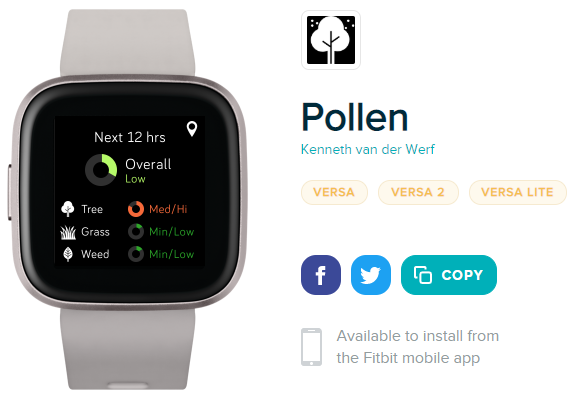 Next 12 hrs
Overall
Low
Tree Med/Hi
Grass Min/Low
Weed Min/Low
Pollen
Kenneth van der Werf
VERSA VERSA 2 VERSA LITE
COPY
Available to install from
the Fitbit mobile app